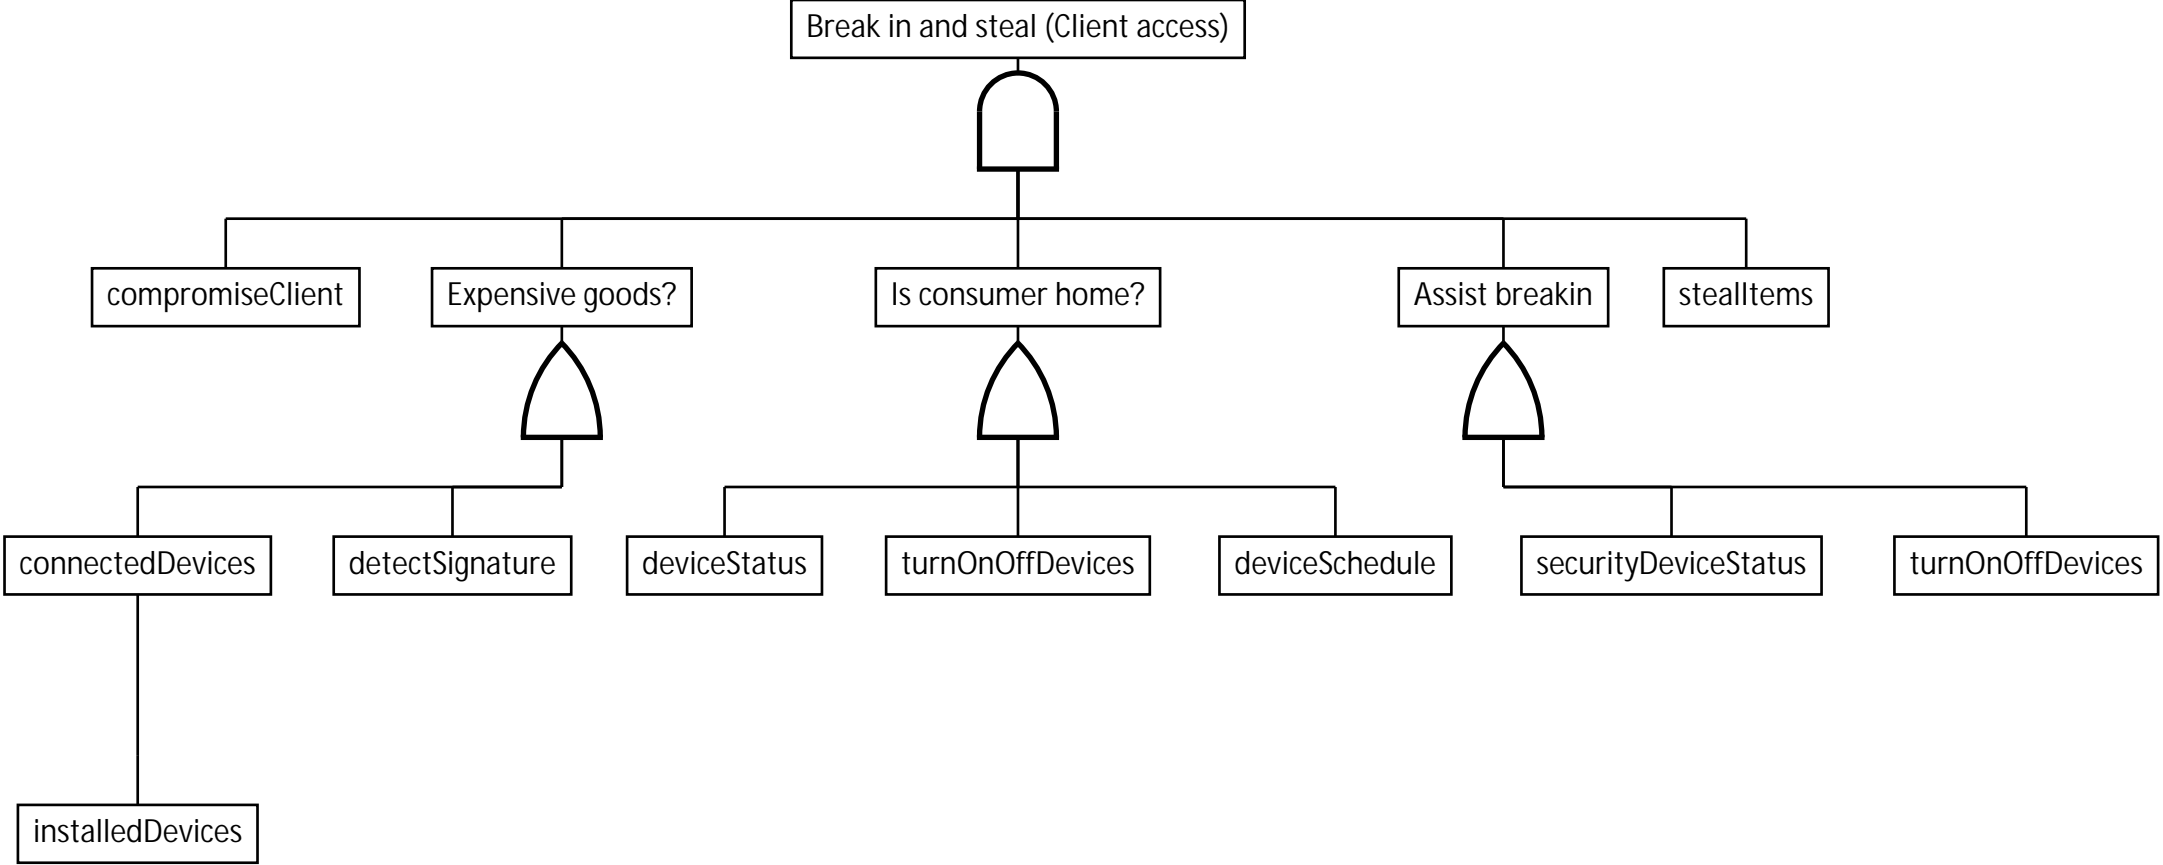 Break in and steal (Client access)
compromiseClient
Expensive goods?
Is consumer home?
Assist breakin
stealItems
connectedDevices
detectSignature
deviceStatus
turnOnOffDevices
deviceSchedule
securityDeviceStatus
turnOnOffDevices
installedDevices